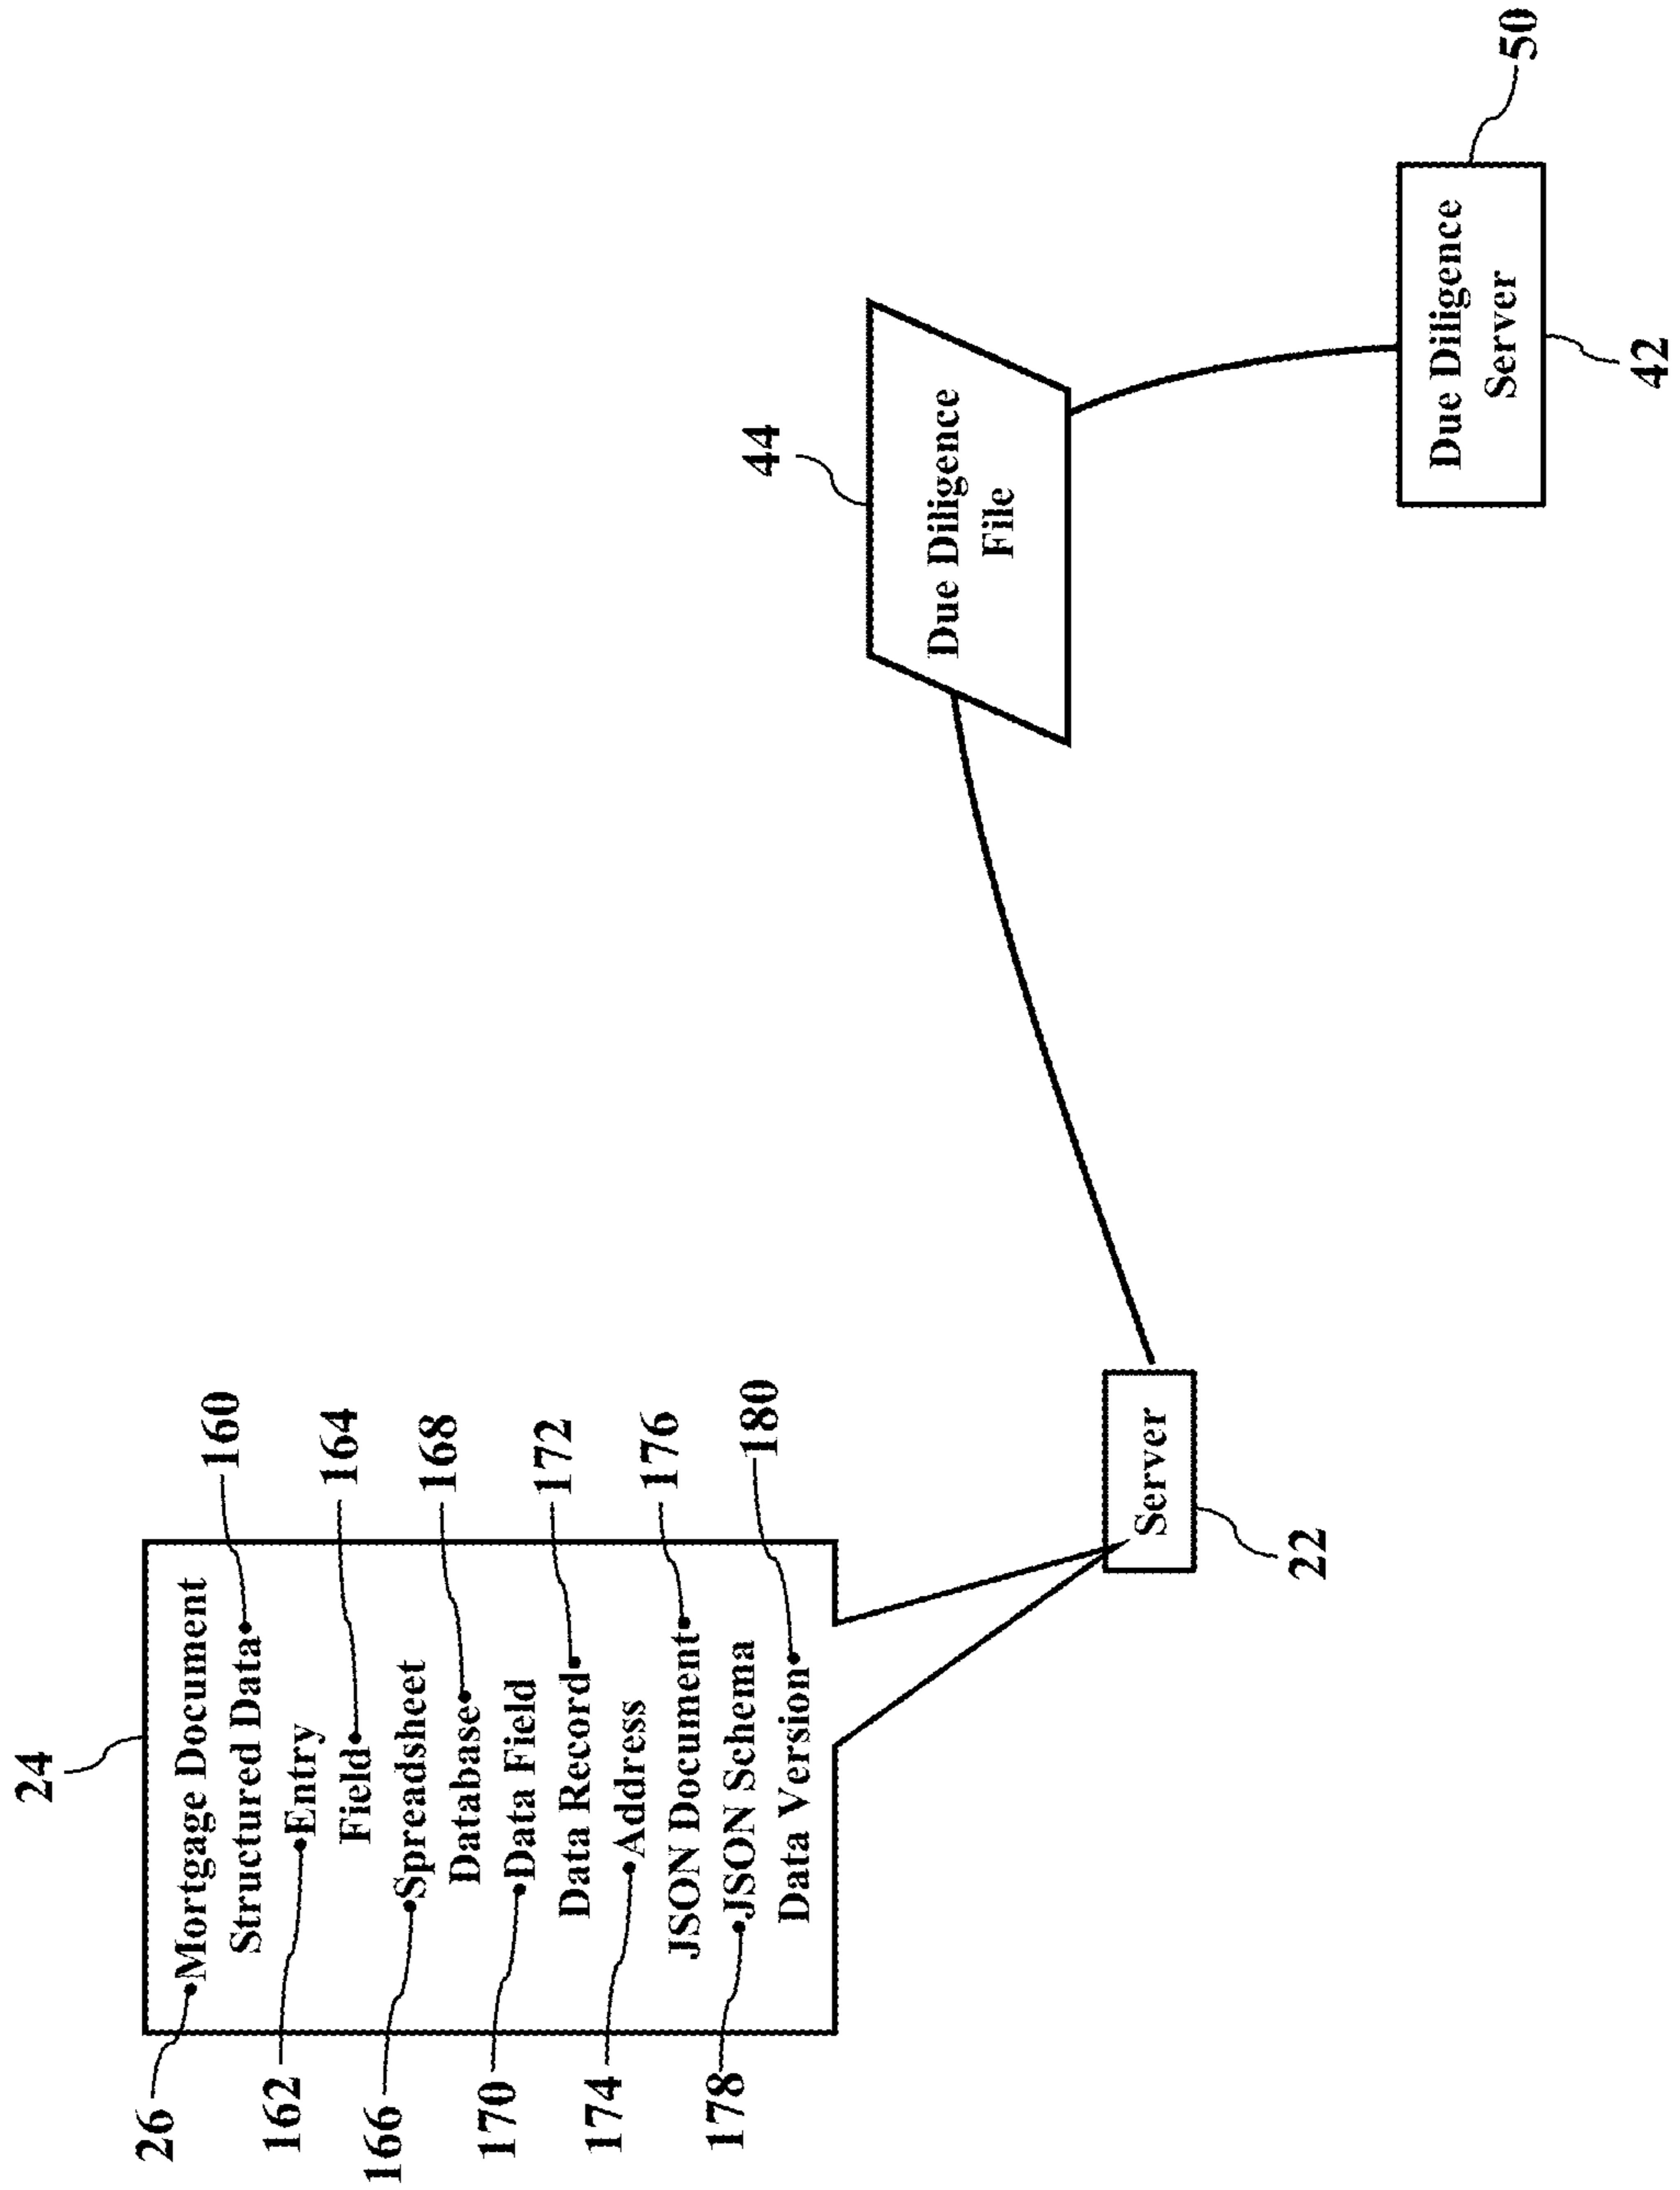 24
26
Mortgage Document
Structured Data
160
162
Entry
Field
164
166
Spreadsheet
Database
168
170
Data Field
Data Record
172
174
Address
JSON Document
176
178
JSON Schema
Data Version
180
Server
22
44
Due Diligence
File
Due Diligence
Server
50
42